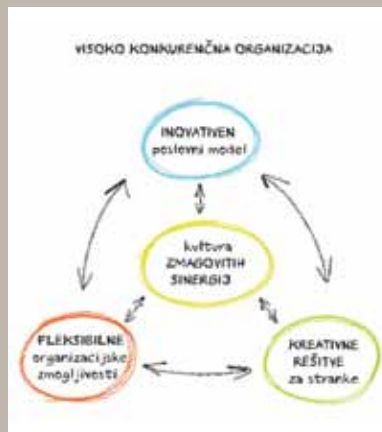 VISOKO KONKURENČNA ORGANIZACIJA
INOVATIVEN
poslovni model
kultura
ZMAGOVITIH
SINERGIJ
FLEKSIBILNE
organizacijske
zmogljivosti
KREATIVNE
REŠITVE
za stranke